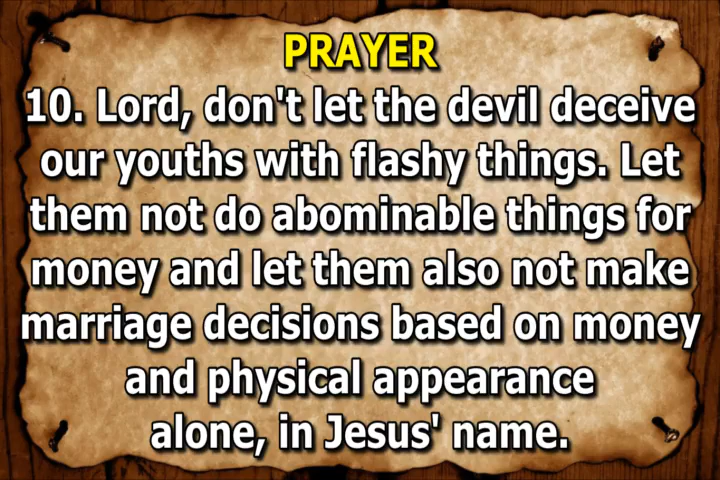 PRAYER
10. Lord, don't let the devil deceive
our youths with flashy things. Let
them not do abominable things for
money and let them also not make
marriage decisions based on money
and physical appearance
alone, in Jesus' name.